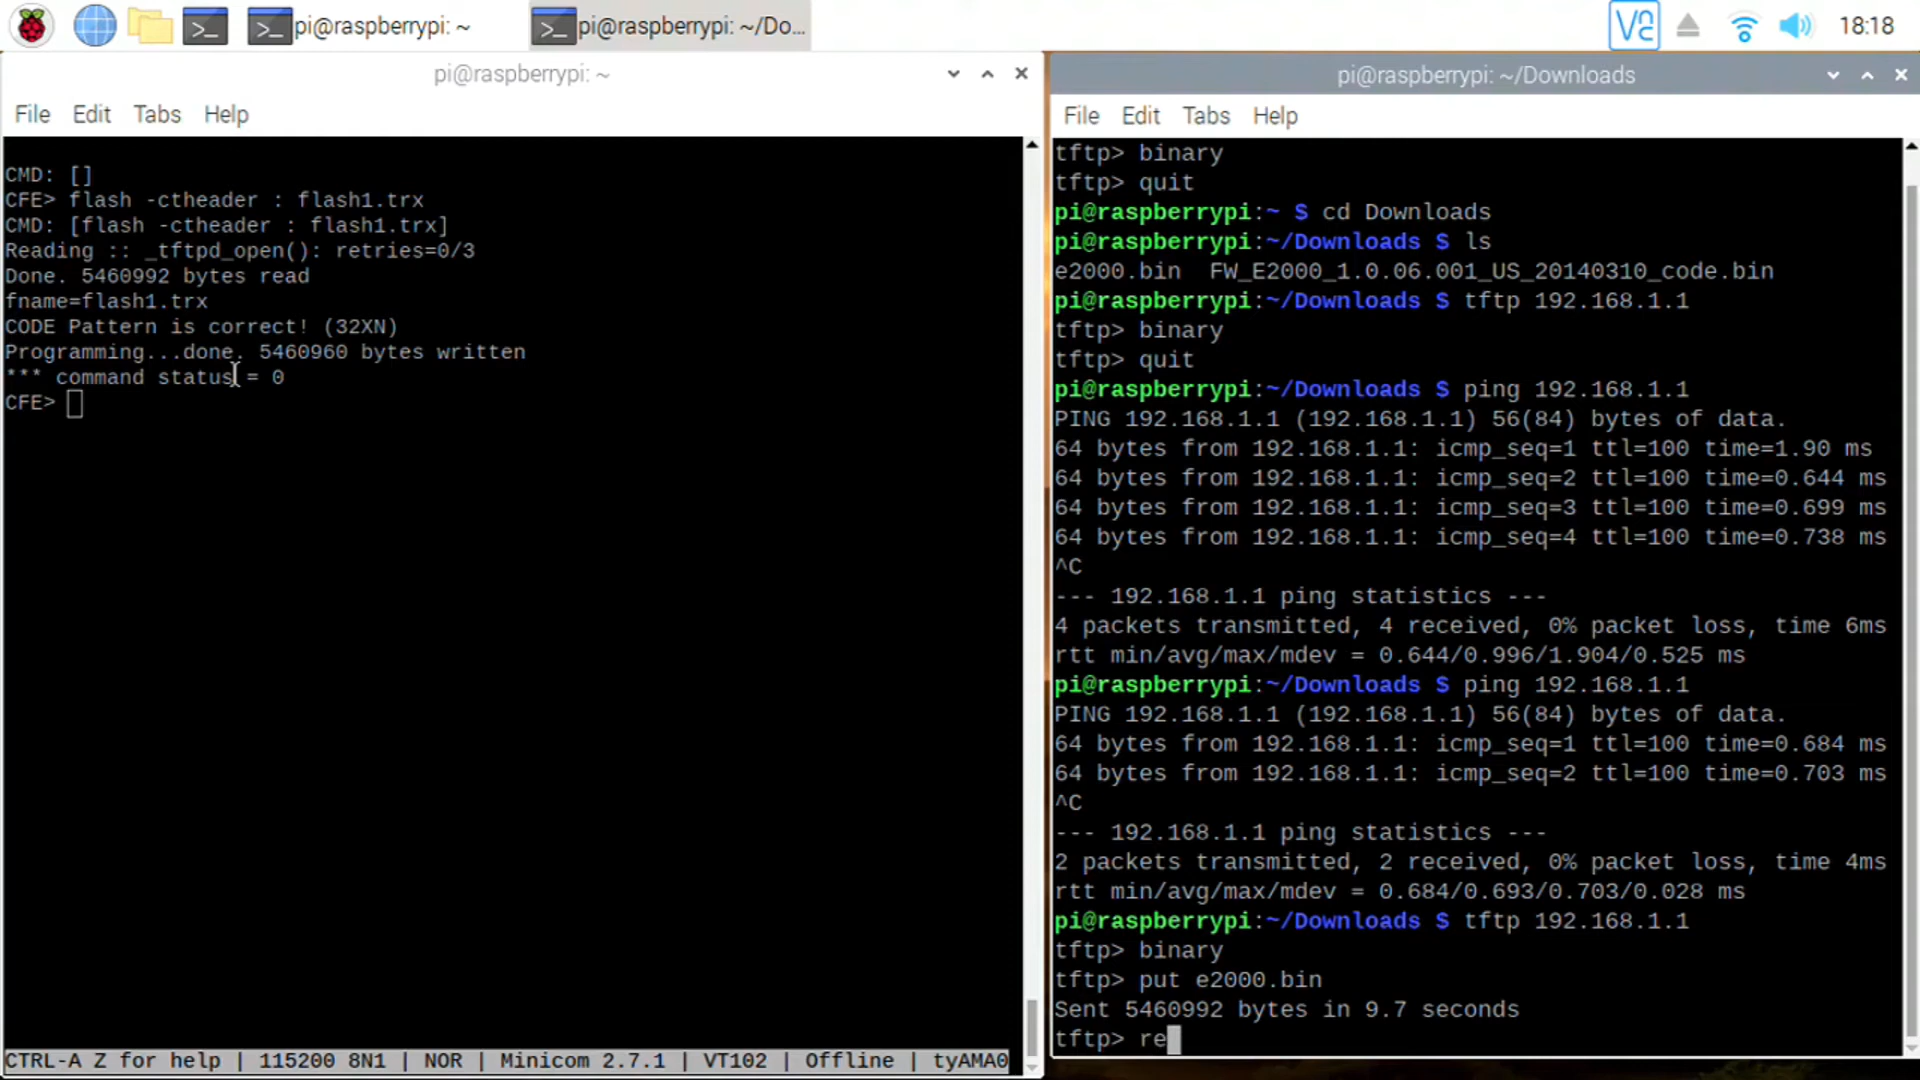 pi@raspberrypi: ~
pi@raspberrypi: ~/Do...
18:18
pi@raspberrypi: ~
File Edit Tabs Help
CMD: []
CFE> flash -ctheader : flash1.trx
CMD: [flash -ctheader : flash1.trx]
Reading :: _tftpd_open(): retries=0/3
Done. 5460992 bytes read
fname=flash1.trx
CODE Pattern is correct! (32XN)
Programming...done. 5460960 bytes written
*** command status = 0
CFE>
CTRL-A Z for help | 115200 8N1 | NOR | Minicom 2.7.1 | VT102 | Offline | tyAMA0
pi@raspberrypi: ~/Downloads
File Edit Tabs Help
tftp> binary
tftp> quit
pi@raspberrypi:~ $ cd Downloads
pi@raspberrypi:~/Downloads $ ls
e2000.bin  FW_E2000_1.0.06.001_US_20140310_code.bin
pi@raspberrypi:~/Downloads $ tftp 192.168.1.1
tftp> binary
tftp> quit
pi@raspberrypi:~/Downloads $ ping 192.168.1.1
PING 192.168.1.1 (192.168.1.1) 56(84) bytes of data.
64 bytes from 192.168.1.1: icmp_seq=1 ttl=100 time=1.90 ms
64 bytes from 192.168.1.1: icmp_seq=2 ttl=100 time=0.644 ms
64 bytes from 192.168.1.1: icmp_seq=3 ttl=100 time=0.699 ms
64 bytes from 192.168.1.1: icmp_seq=4 ttl=100 time=0.738 ms
^C
--- 192.168.1.1 ping statistics ---
4 packets transmitted, 4 received, 0% packet loss, time 6ms
rtt min/avg/max/mdev = 0.644/0.996/1.904/0.525 ms
pi@raspberrypi:~/Downloads $ ping 192.168.1.1
PING 192.168.1.1 (192.168.1.1) 56(84) bytes of data.
64 bytes from 192.168.1.1: icmp_seq=1 ttl=100 time=0.684 ms
64 bytes from 192.168.1.1: icmp_seq=2 ttl=100 time=0.703 ms
^C
--- 192.168.1.1 ping statistics ---
2 packets transmitted, 2 received, 0% packet loss, time 4ms
rtt min/avg/max/mdev = 0.684/0.693/0.703/0.028 ms
pi@raspberrypi:~/Downloads $ tftp 192.168.1.1
tftp> binary
tftp> put e2000.bin
Sent 5460992 bytes in 9.7 seconds
tftp> re